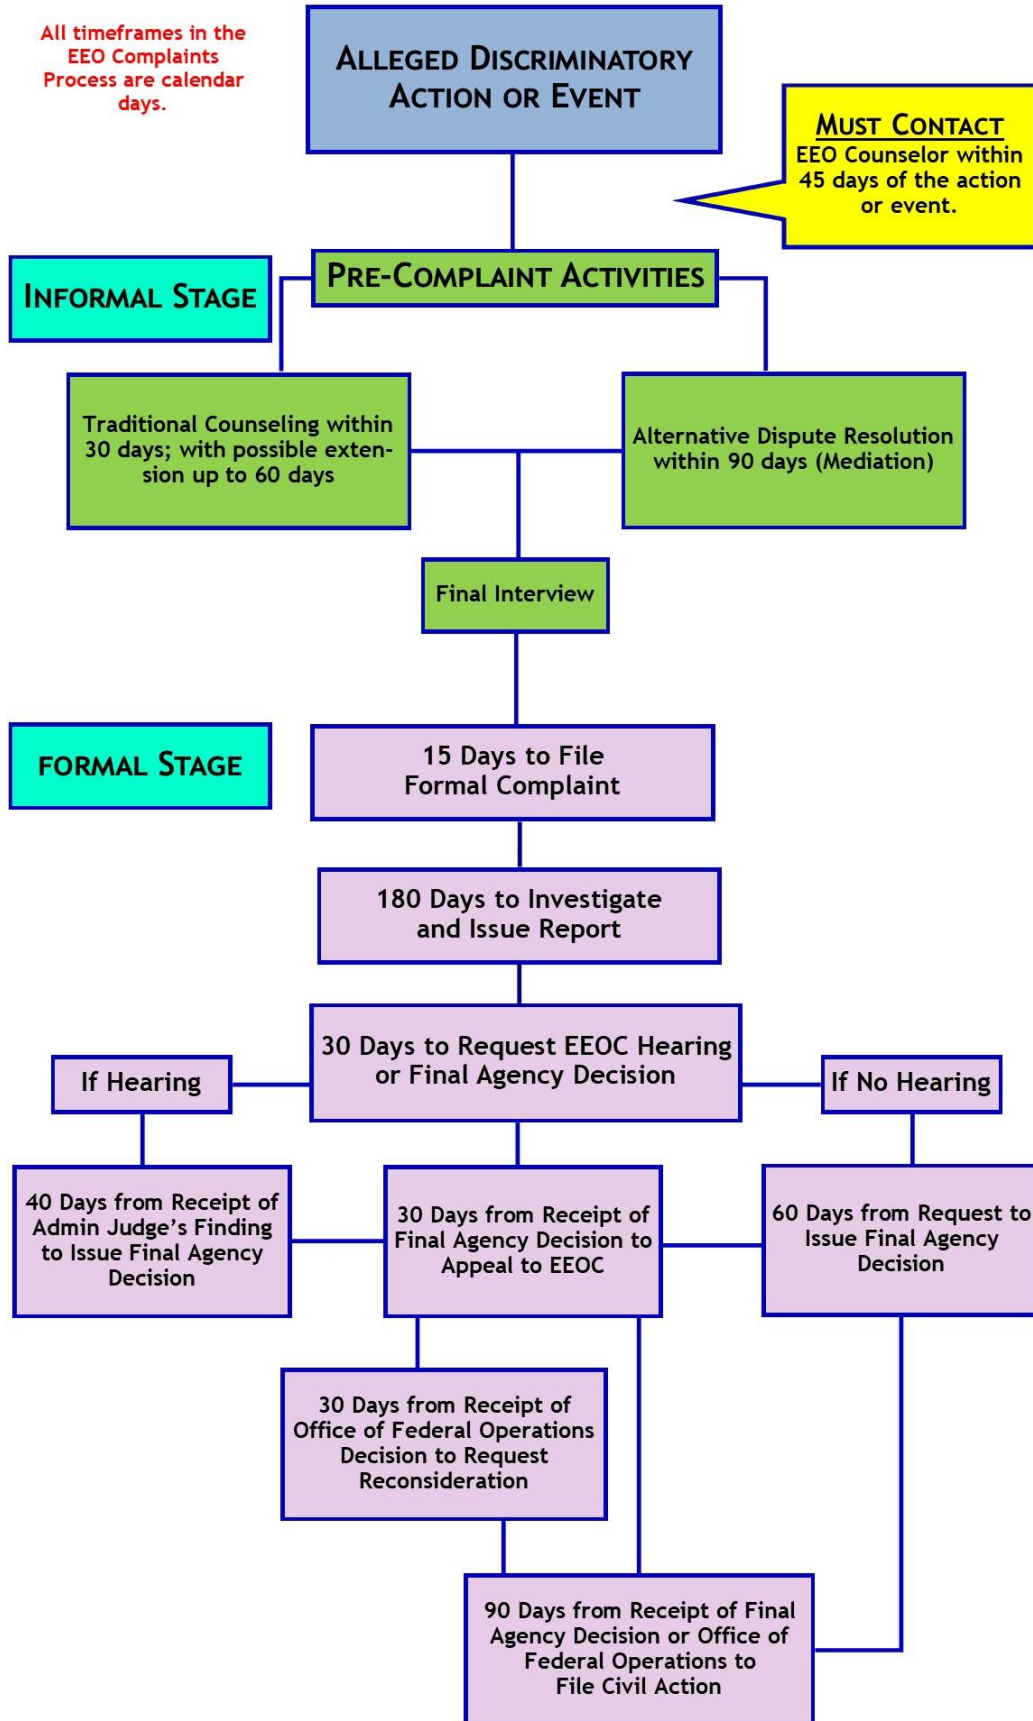 All timeframes in the
EEO Complaints
Process are calendar
days.
ALLEGED DISCRIMINATORY
ACTION OR EVENT
MUST CONTACT
EEO Counselor within
45 days of the action
or event.
PRE-COMPLAINT ACTIVITIES
INFORMAL STAGE
Traditional Counseling within
30 days; with possible exten-
sion up to 60 days
Alternative Dispute Resolution
within 90 days (Mediation)
Final Interview
FORMAL STAGE
15 Days to File
Formal Complaint
180 Days to Investigate
and Issue Report
30 Days to Request EEOC Hearing
or Final Agency Decision
If Hearing
If No Hearing
40 Days from Receipt of
Admin Judge's Finding
to Issue Final Agency
Decision
30 Days from Receipt of
Final Agency Decision to
Appeal to EEOC
60 Days from Request to
Issue Final Agency
Decision
30 Days from Receipt of
Office of Federal Operations
Decision to Request
Reconsideration
90 Days from Receipt of Final
Agency Decision or Office of
Federal Operations to
File Civil Action